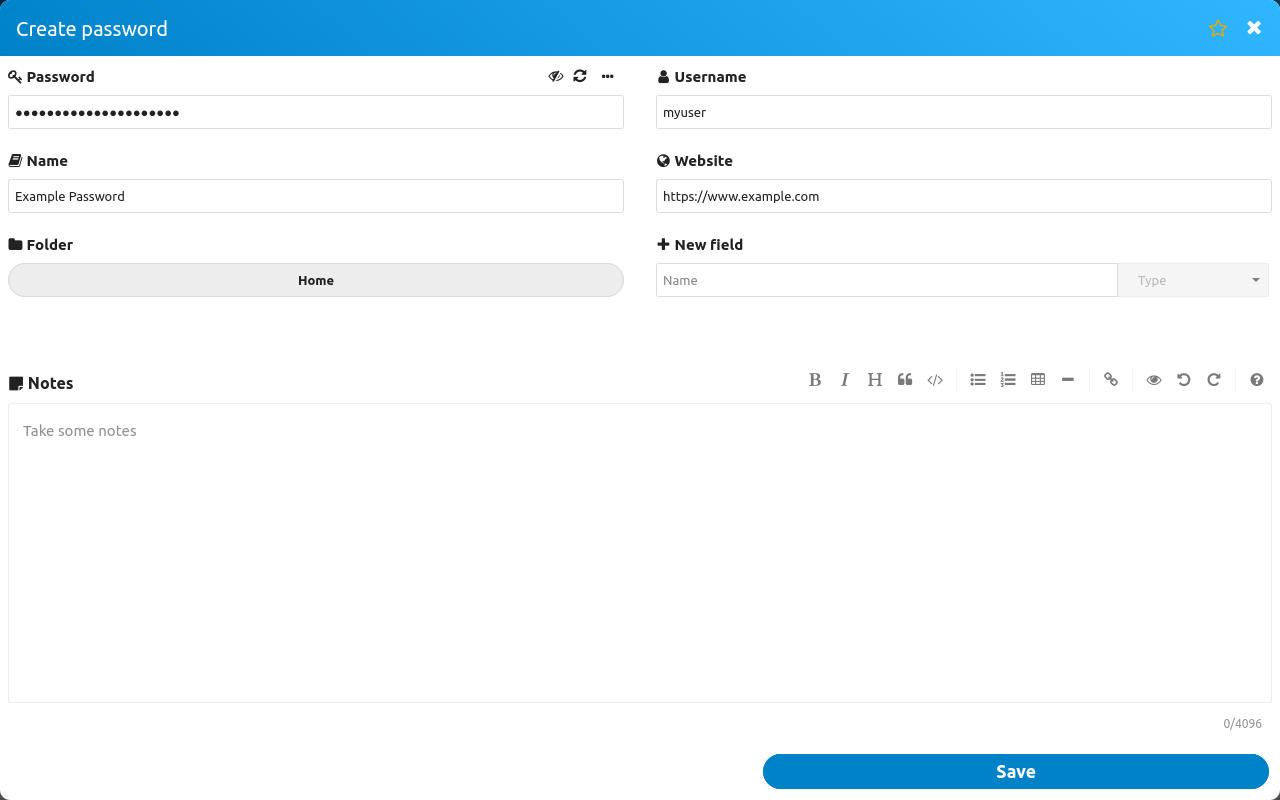 Create password
Password
Username
•••••••••••••••••••••
myuser
Name
Website
Example Password
https://www.example.com
Folder
New field
Home
Name
Type
Notes
B I H
Take some notes
0/4096
Save